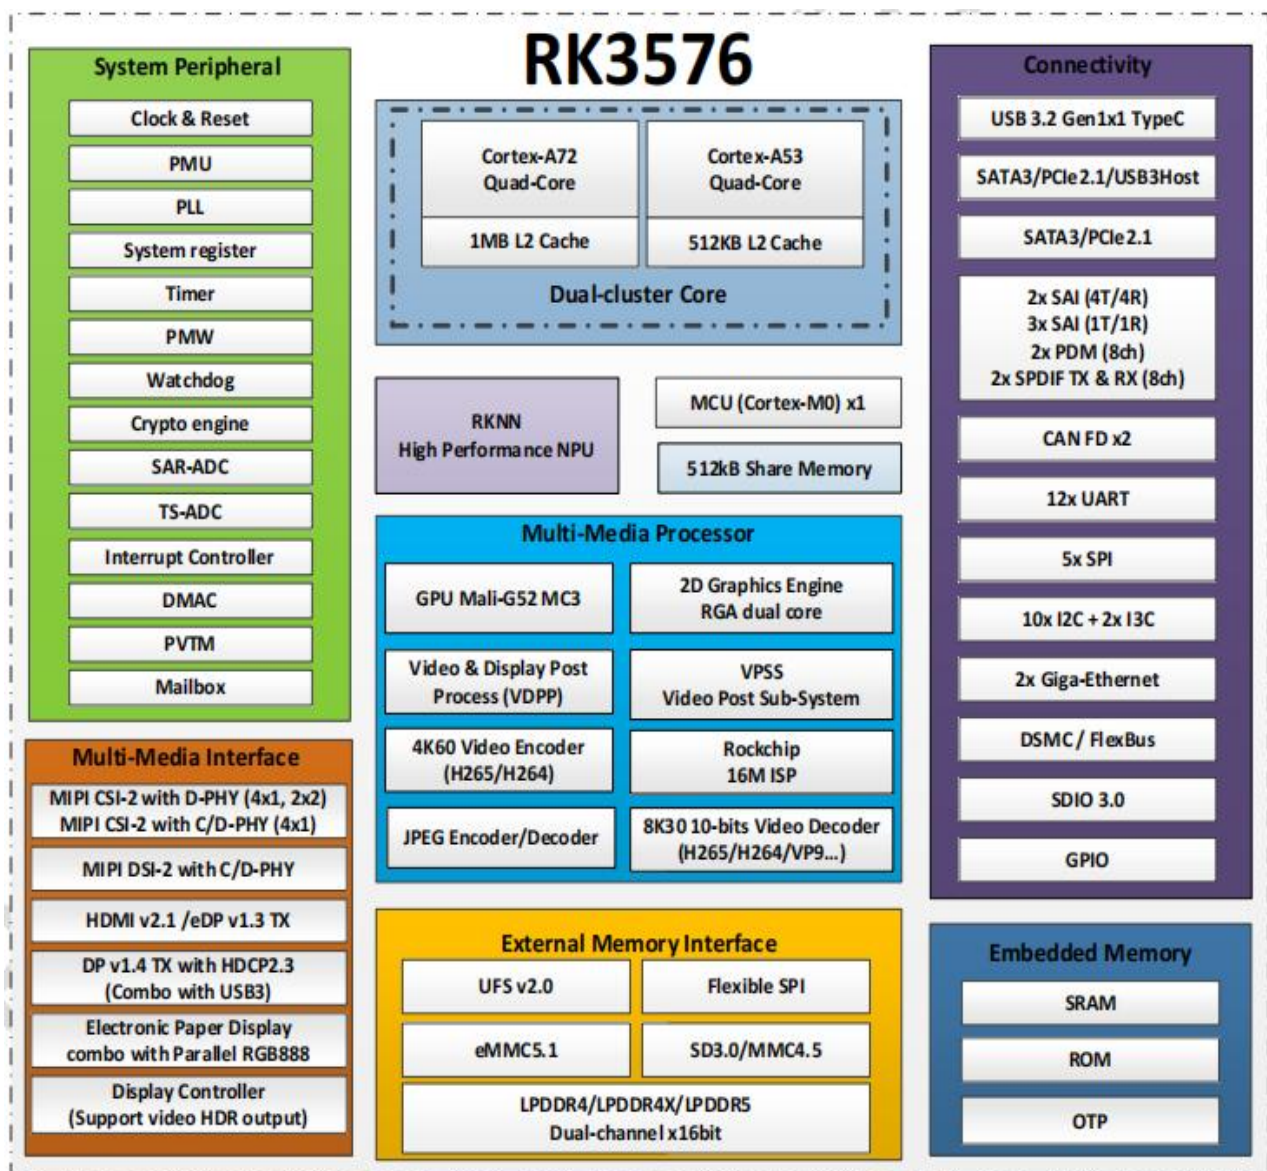 RK3576
System Peripheral
Clock & Reset
PMU
PLL
System register
Timer
PMW
Watchdog
Crypto engine
SAR-ADC
TS-ADC
Interrupt Controller
DMAC
PVTM
Mailbox
Multi-Media Interface
MIPI CSI-2 with D-PHY (4x1, 2x2)
MIPI CSI-2 with C/D-PHY (4x1)
MIPI DSI-2 with C/D-PHY
HDMI v2.1 /eDP v1.3 TX
DP v1.4 TX with HDCP2.3
(Combo with USB3)
Electronic Paper Display
combo with Parallel RGB888
Display Controller
(Support video HDR output)
Cortex-A72
Quad-Core
1MB L2 Cache
Cortex-A53
Quad-Core
512KB L2 Cache
Dual-cluster Core
RKNN
High Performance NPU
MCU (Cortex-M0) x1
512kB Share Memory
Multi-Media Processor
GPU Mali-G52 MC3
2D Graphics Engine
RGA dual core
Video & Display Post
Process (VDPP)
VPSS
Video Post Sub-System
4K60 Video Encoder
(H265/H264)
Rockchip
16M ISP
JPEG Encoder/Decoder
8K30 10-bits Video Decoder
(H265/H264/VP9...)
External Memory Interface
UFS v2.0
Flexible SPI
eMMC5.1
SD3.0/MMC4.5
LPDDR4/LPDDR4X/LPDDR5
Dual-channel x16bit
Connectivity
USB 3.2 Gen1x1 TypeC
SATA3/PCIe2.1/USB3Host
SATA3/PCIe2.1
2x SAI (4T/4R)
3x SAI (1T/1R)
2x PDM (8ch)
2x SPDIF TX & RX (8ch)
CAN FD x2
12x UART
5x SPI
10x I2C + 2x I3C
2x Giga-Ethernet
DSMC / FlexBus
SDIO 3.0
GPIO
Embedded Memory
SRAM
ROM
OTP